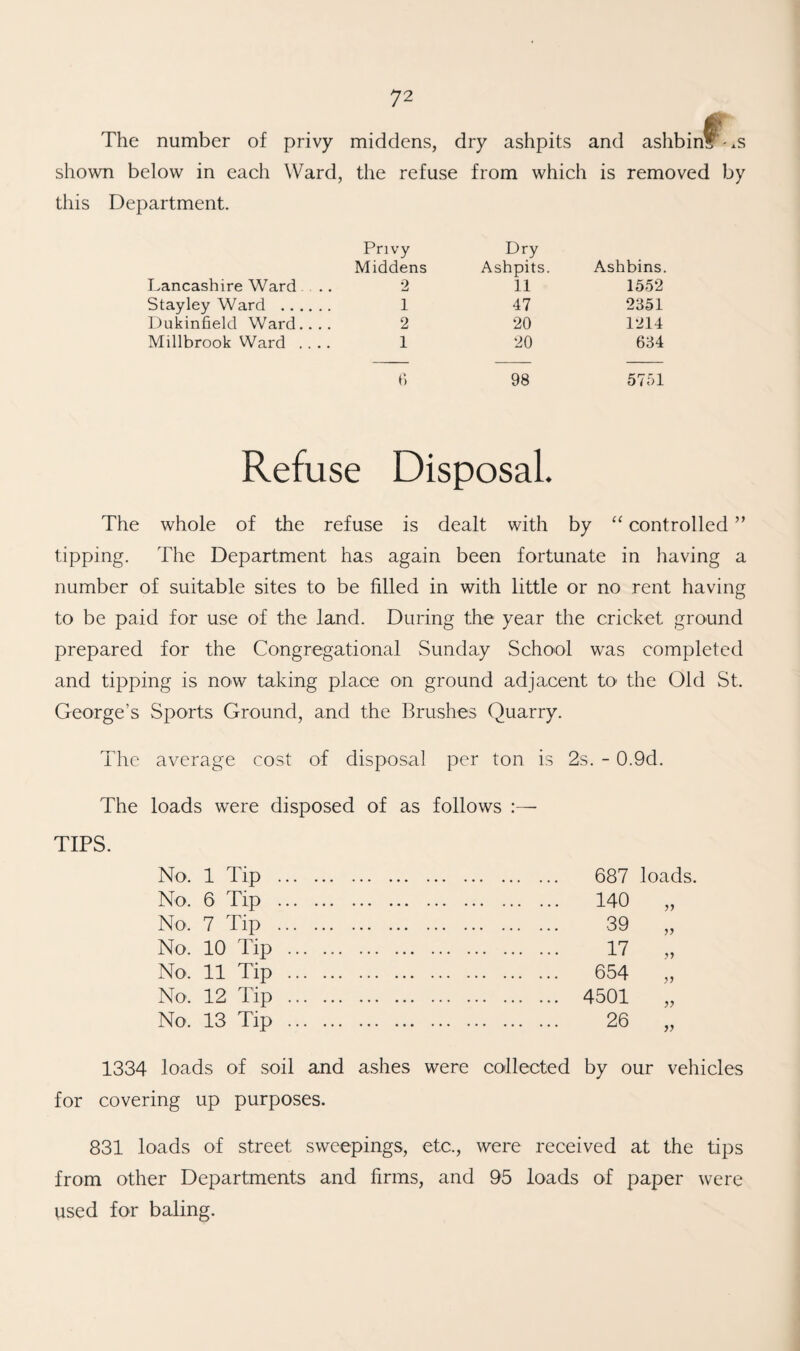 72
The number of privy middens, dry ashpits and ashbins is
shown below in each Ward, the refuse from which is removed by
this Department.
Privy Dry
Middens Ashpits. Ashbins.
Lancashire Ward .. 2 11 1552
Stayley Ward ...... 1 47 2351
Dukinfield Ward.... 2 20 1214
Millbrook Ward .... 1 20 634
6 98 5751
Refuse Disposal.
The whole of the refuse is dealt with by “ controlled ”
tipping. The Department has again been fortunate in having a
number of suitable sites to be filled in with little or no rent having
to be paid for use of the land. During the year the cricket ground
prepared for the Congregational Sunday School was completed
and tipping is now taking place on ground adjacent to the Old St.
George's Sports Ground, and the Brushes Quarry.
The average cost of disposal per ton is 2s. - 0.9d.
The loads were disposed of as follows :—
TIPS.
No. 1 Tip ... ... ... ... ... ... ... ... 687 loads.
No. 6 Tip ... ... ... ... ... ... ... ... 140 „
No. 7 Tip ... ... ... ... ... ... ... ... 39 „
No. 10 Tip ... ... ... ... ... ... ... ... 17 „
No. 11 Tip ... ... ... ... ... ... ... ... 654 „
No. 12 Tip ... ... ... ... ... ... ... ... 4501 „
No. 13 Tip ... ... ... ... ... ... ... ... 26 „
1334 loads of soil and ashes were collected by our vehicles
for covering up purposes.
831 loads of street sweepings, etc., were received at the tips
from other Departments and firms, and 95 loads of paper were
used for baling.